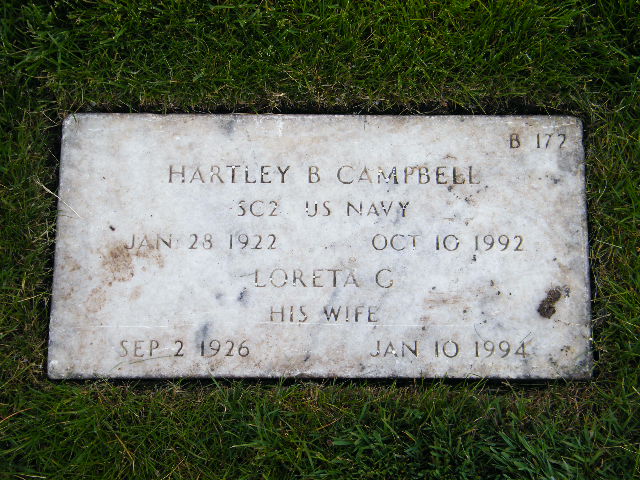 B 172
HARTLEY B CAMPBELL
SC2 US NAVY
JAN 28 1922 OCT 10 1992
LORETA G
HIS WIFE
SEP 2 1926 JAN 10 1994